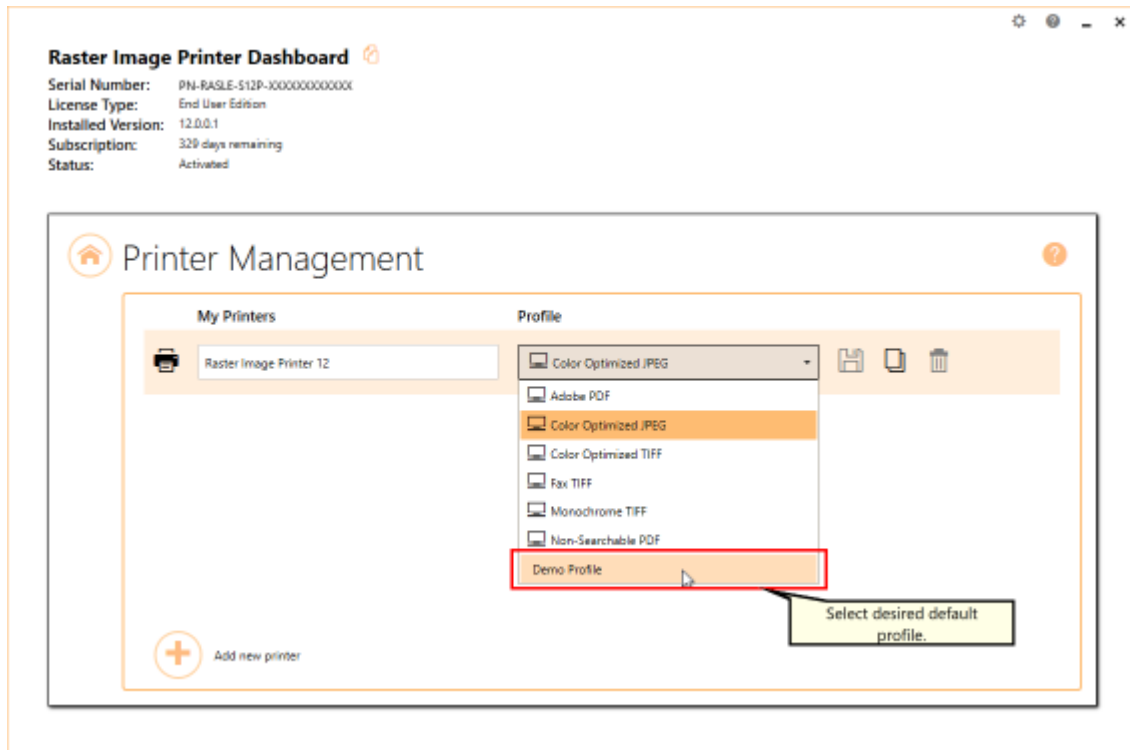 Raster Image Printer Dashboard
Serial Number: PN-RASLE-S12P-XXXXXXXXXXXX
License Type: End User Edition
Installed Version: 12.0.0.1
Subscription: 329 days remaining
Status: Activated
Printer Management
My Printers Profile
Raster Image Printer 12 Color Optimized JPEG
Adobe PDF
Color Optimized JPEG
Color Optimized TIFF
Fax TIFF
Monochrome TIFF
Non-Searchable PDF
Demo Profile
Select desired default
profile.
Add new printer